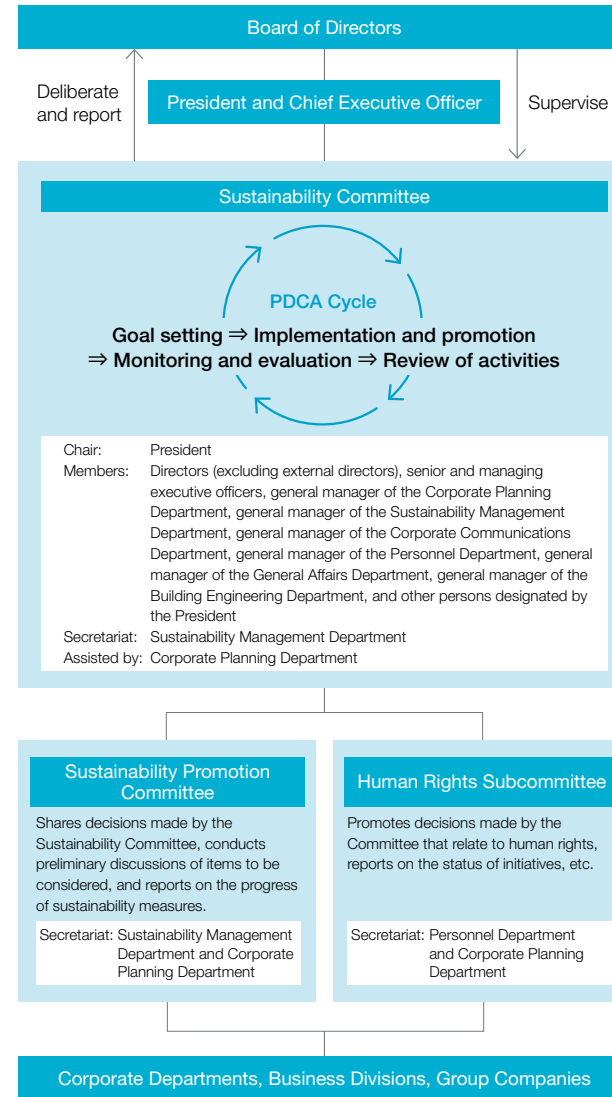 Board of Directors
Deliberate
and report
President and Chief Executive Officer
Supervise
Sustainability Committee
PDCA Cycle
Goal setting ⇒ Implementation and promotion
⇒ Monitoring and evaluation ⇒ Review of activities
Chair: President
Members: Directors (excluding external directors), senior and managing
executive officers, general manager of the Corporate Planning
Department, general manager of the Sustainability Management
Department, general manager of the Corporate Communications
Department, general manager of the Personnel Department, general
manager of the General Affairs Department, general manager of the
Building Engineering Department, and other persons designated by
the President
Secretariat: Sustainability Management Department
Assisted by: Corporate Planning Department
Sustainability Promotion
Committee
Shares decisions made by the
Sustainability Committee, conducts
preliminary discussions of items to be
considered, and reports on the progress
of sustainability measures.
Secretariat: Sustainability Management
Department and Corporate
Planning Department
Human Rights Subcommittee
Promotes decisions made by the
Committee that relate to human rights,
reports on the status of initiatives, etc.
Secretariat: Personnel Department
and Corporate Planning
Department
Corporate Departments, Business Divisions, Group Companies